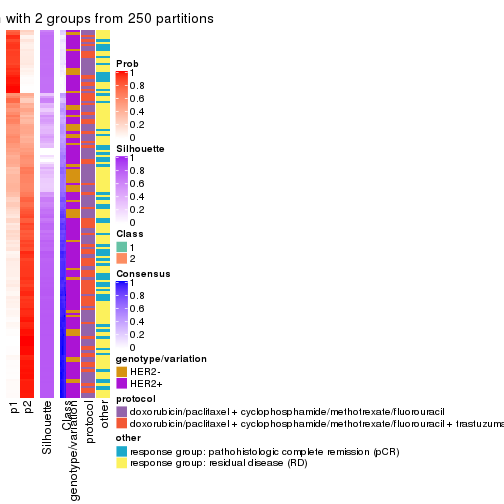 with 2 groups from 250 partitions
Prob
1
0.8
0.6
0.4
0.2
0
Silhouette
1
0.8
0.6
0.4
0.2
0
Class
1
2
Consensus
1
0.8
0.6
0.4
0.2
0
genotype/variation
HER2-
HER2+
protocol
doxorubicin/paclitaxel + cyclophosphamide/methotrexate/fluorouracil
doxorubicin/paclitaxel + cyclophosphamide/methotrexate/fluorouracil + trastuzuma
other
response group: pathohistologic complete remission (pCR)
response group: residual disease (RD)
p1
p2
Silhouette
Class
genotype/variation
protocol
other